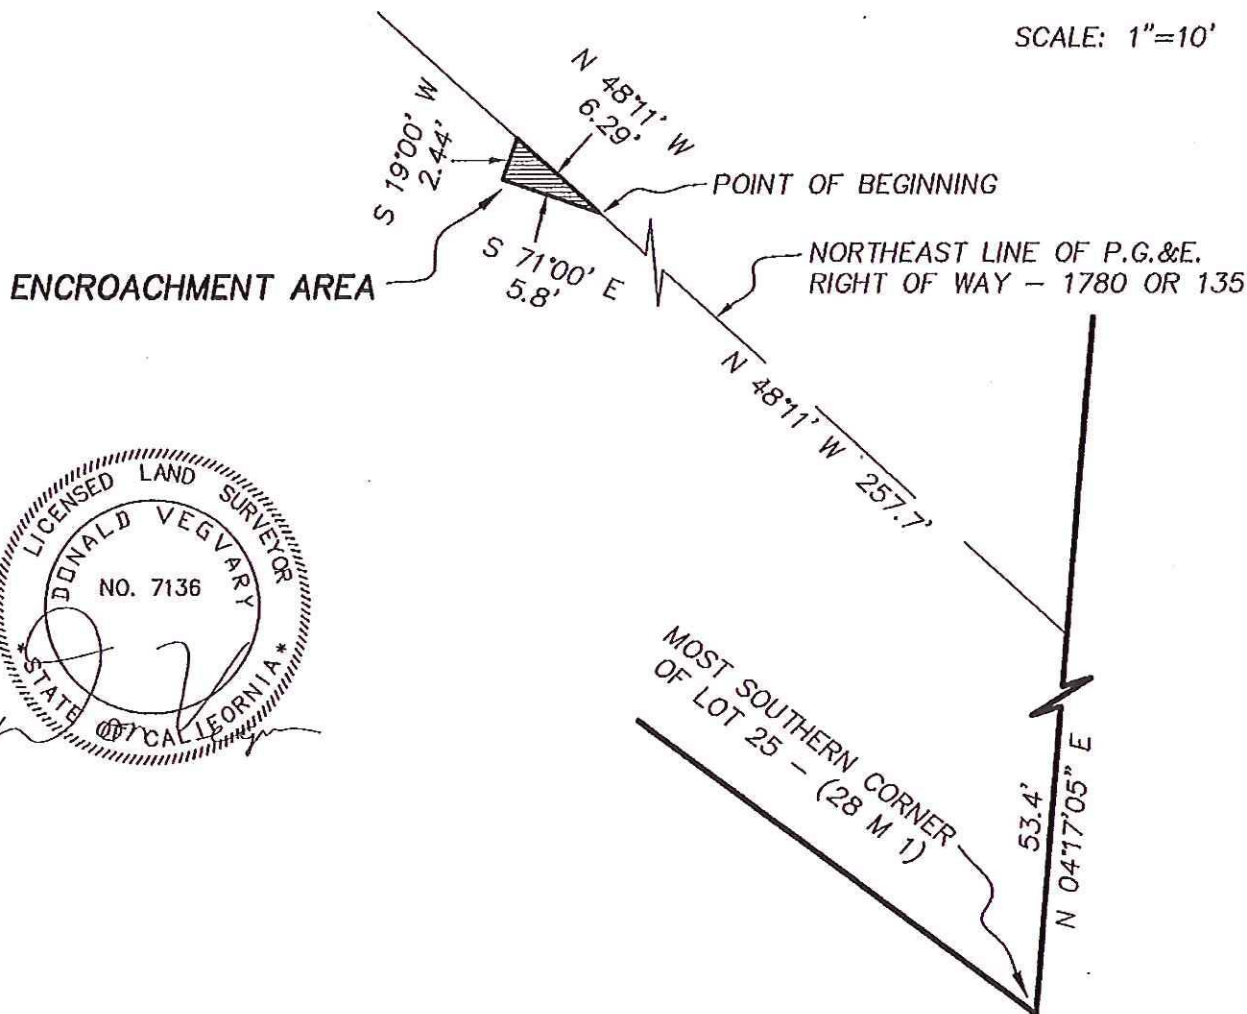 SCALE: 1"=10'
N 48°11' W
6.29'
S 19°00' W
2.44'
POINT OF BEGINNING
S 71°00' E
5.8'
ENCROACHMENT AREA
NORTHEAST LINE OF P.G.&E.
RIGHT OF WAY – 1780 OR 135
N 48°11' W 257.7'
LICENSED LAND SURVEYOR
DONALD VEGVARY
NO. 7136
* STATE OF CALIFORNIA *
MOST SOUTHERN CORNER
OF LOT 25 – (28 M 1)
53.4'
N 04°17'05" E